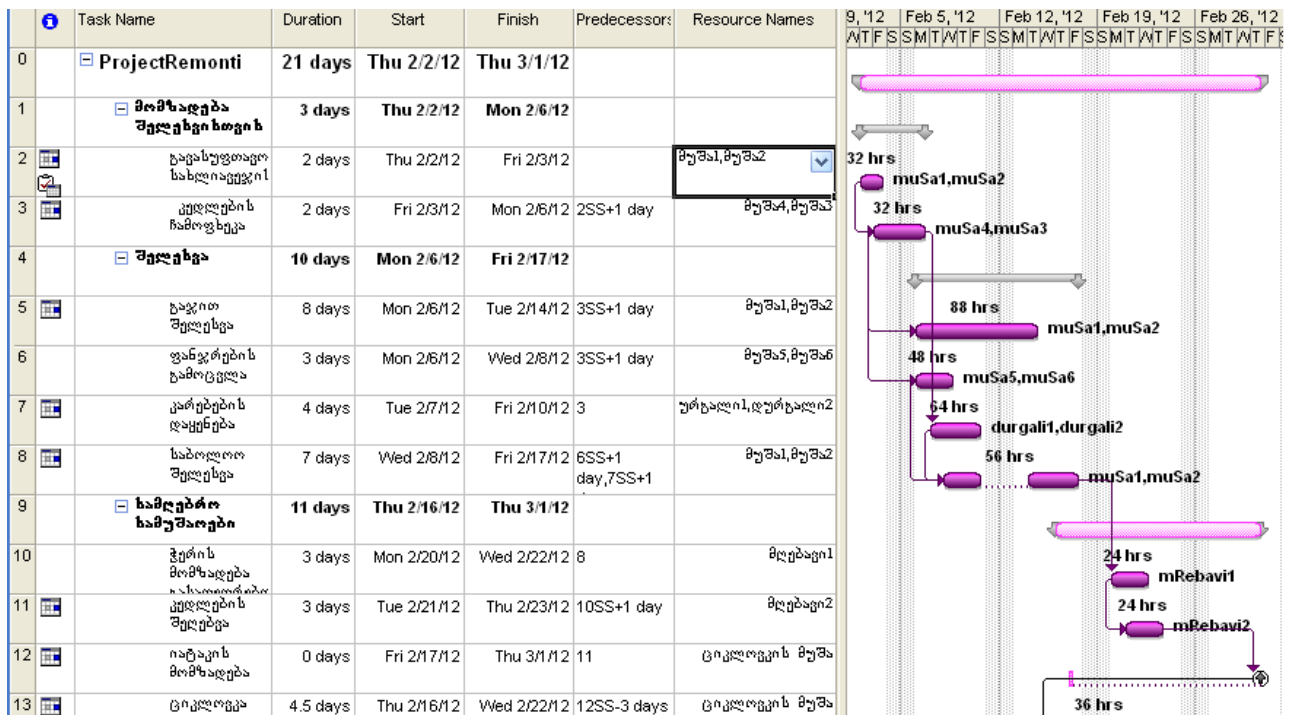 Task Name Duration Start Finish Predecessors Resource Names 9, '12 Feb 5, '12 Feb 12, '12 Feb 19, '12 Feb 26, '12
0 ProjectRemonti 21 days Thu 2/2/12 Thu 3/1/12
1 მომზადება 3 days Thu 2/2/12 Mon 2/6/12
შელესვისთვის
2 გავასუფთავო 2 days Thu 2/2/12 Fri 2/3/12 მუშა1,მუშა2 32 hrs
muSa1,muSa2
3 კედლების 2 days Fri 2/3/12 Mon 2/6/12 2SS+1 day მუშა4,მუშა3 32 hrs
ჩამოფხეკა muSa4,muSa3
4 შელესვა 10 days Mon 2/6/12 Fri 2/17/12
5 გაჯით 8 days Mon 2/6/12 Tue 2/14/12 3SS+1 day მუშა1,მუშა2 88 hrs
შელესვა muSa1,muSa2
6 ფანჯრების 3 days Mon 2/6/12 Wed 2/8/12 3SS+1 day მუშა5,მუშა6 48 hrs
გამოცვლა muSa5,muSa6
7 კარებების 4 days Tue 2/7/12 Fri 2/10/12 3 ურგალი1,დურგალი2 64 hrs
დაყენება durgali1,durgali2
8 საბოლოო 7 days Wed 2/8/12 Fri 2/17/12 6SS+1 მუშა1,მუშა2 56 hrs
შელესვა day,7SS+1 muSa1,muSa2
9 სამღებრო 11 days Thu 2/16/12 Thu 3/1/12
სამუშაოები
10 ჭერის 3 days Mon 2/20/12 Wed 2/22/12 8 მღებავი1 24 hrs
მომზადება mRebavi1
11 კედლების 3 days Tue 2/21/12 Thu 2/23/12 10SS+1 day მღებავი2 24 hrs
შეღებვა mRebavi2
12 იატაკის 0 days Fri 2/17/12 Thu 3/1/12 11 ციკლოვკის მუშა
მომზადება
13 ციკლოვკა 4.5 days Thu 2/16/12 Wed 2/22/12 12SS-3 days ციკლოვკის მუშა 36 hrs